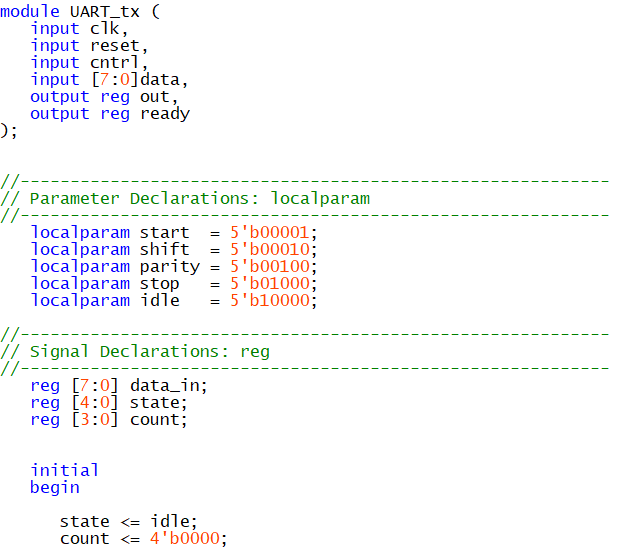 module UART_tx (
   input clk,
   input reset,
   input cntrl,
   input [7:0]data,
   output reg out,
   output reg ready
);
//-----------------------------------------------------------
// Parameter Declarations: localparam
//-----------------------------------------------------------
   localparam start  = 5'b00001;
   localparam shift  = 5'b00010;
   localparam parity = 5'b00100;
   localparam stop   = 5'b01000;
   localparam idle   = 5'b10000;
//-----------------------------------------------------------
// Signal Declarations: reg
//-----------------------------------------------------------
   reg [7:0] data_in;
   reg [4:0] state;
   reg [3:0] count;
   initial
   begin
      state <= idle;
      count <= 4'b0000;